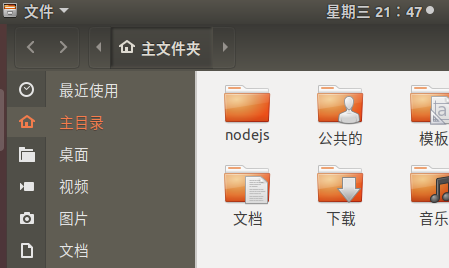 文件 星期三 21：47
主文件夹
最近使用
主目录
桌面
视频
图片
文档
nodejs 公共的 模板
文档 下载 音乐